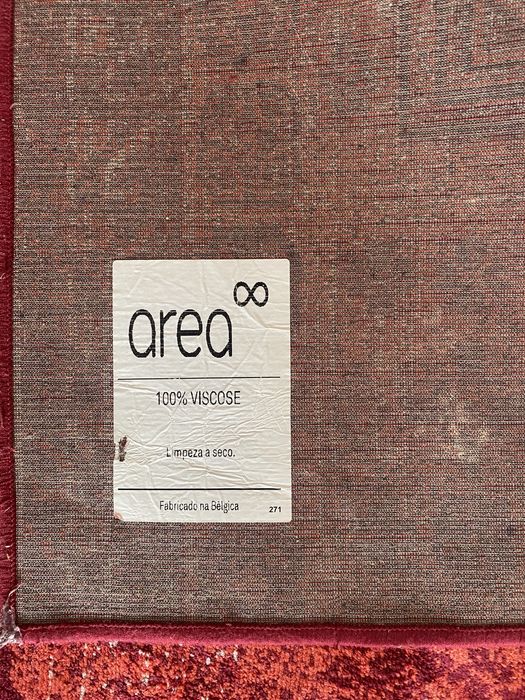 area∞
100% VISCOSE
Limpeza a seco.
Fabricado na Bélgica
271